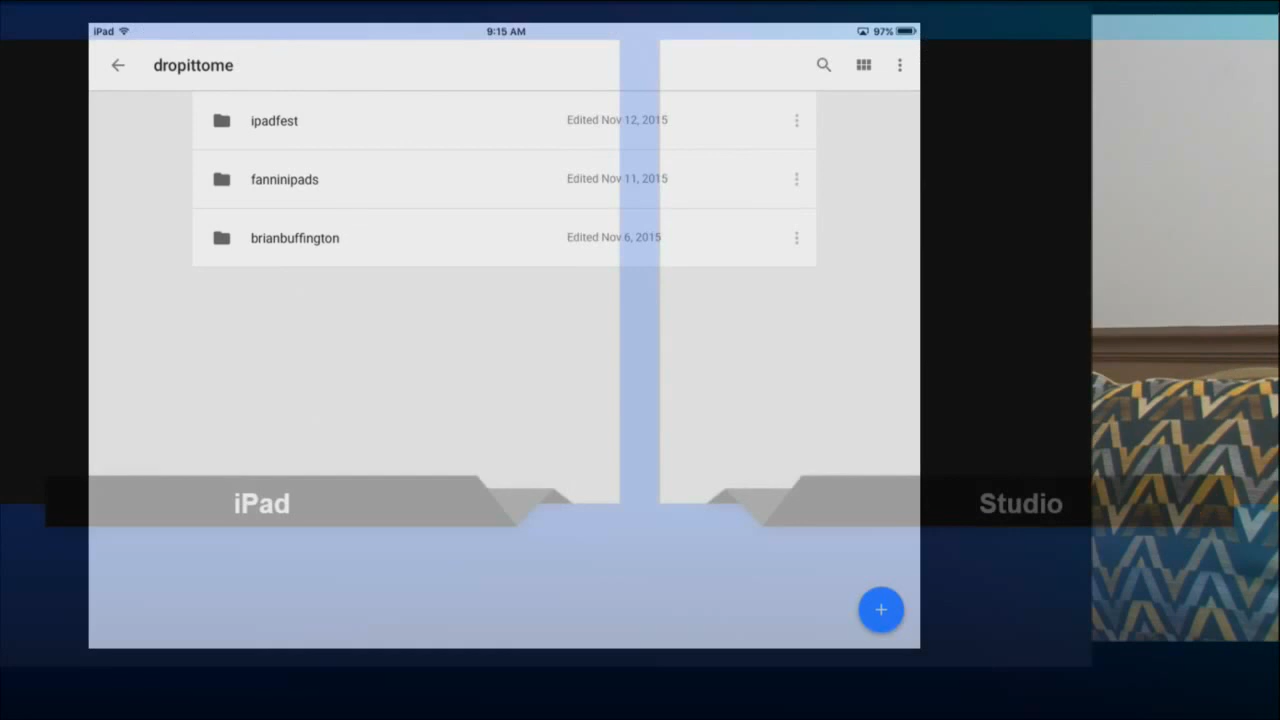 iPad 9:15 AM 97%
dropittome
ipadfest Edited Nov 12, 2015
fanninipads Edited Nov 11, 2015
brianbuffington Edited Nov 6, 2015
iPad Studio